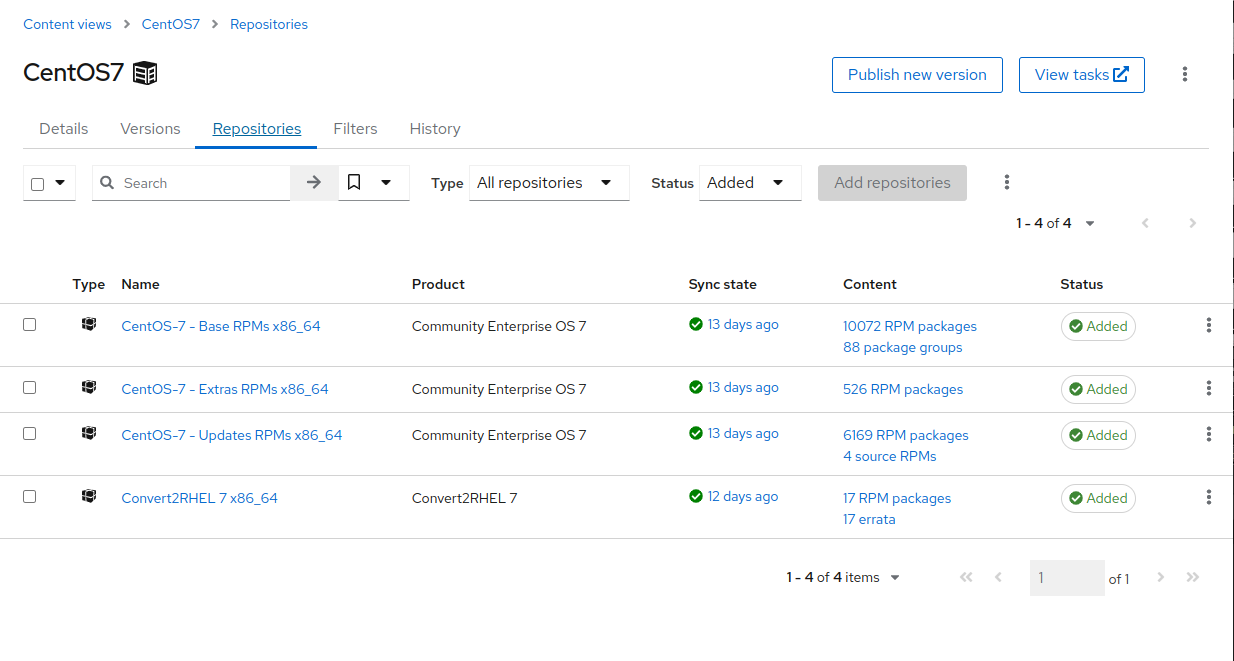 Content views > CentOS7 > Repositories
CentOS7
Publish new version
View tasks
Details Versions Repositories Filters History
Search Type All repositories Status Added Add repositories
1 - 4 of 4
Type Name Product Sync state Content Status
CentOS-7 - Base RPMs x86_64 Community Enterprise OS 7 13 days ago 10072 RPM packages Added
88 package groups
CentOS-7 - Extras RPMs x86_64 Community Enterprise OS 7 13 days ago 526 RPM packages Added
CentOS-7 - Updates RPMs x86_64 Community Enterprise OS 7 13 days ago 6169 RPM packages Added
4 source RPMs
Convert2RHEL 7 x86_64 Convert2RHEL 7 12 days ago 17 RPM packages Added
17 errata
1 - 4 of 4 items 1 of 1